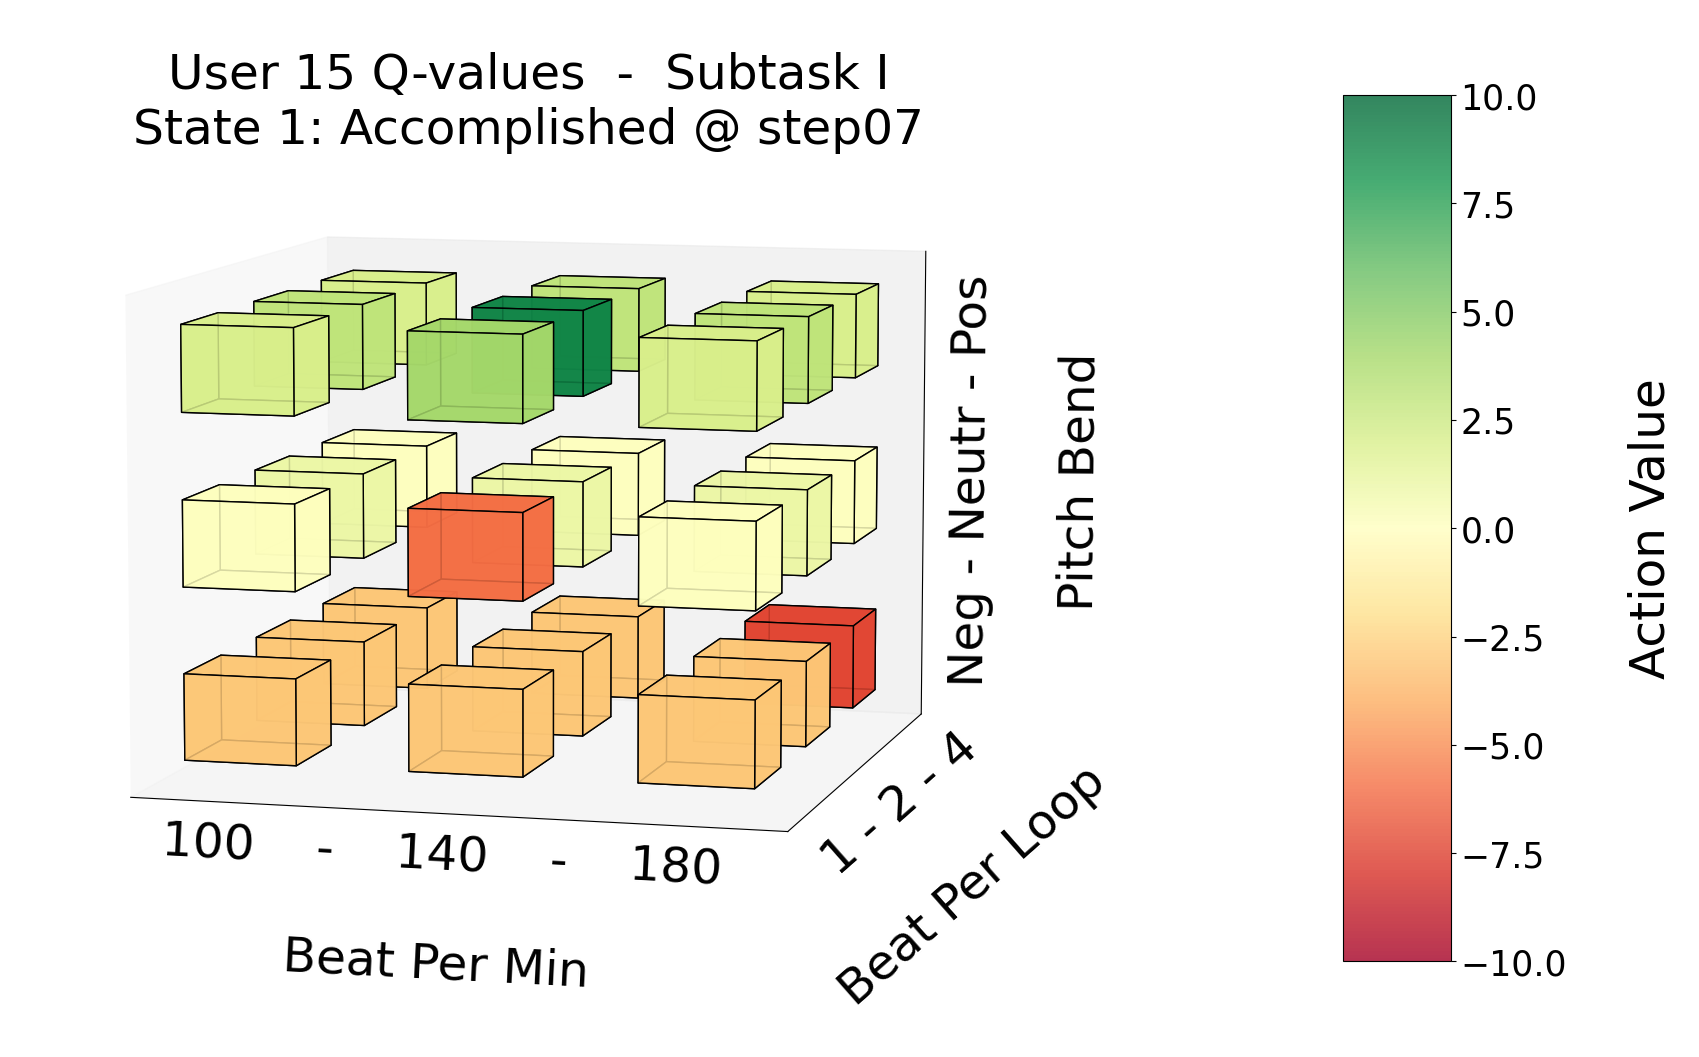 User 15 Q-values - Subtask I
State 1: Accomplished @ step07
Neg - Neutr - Pos
Pitch Bend
1 - 2 - 4
Beat Per Loop
100 - 140 - 180
Beat Per Min
10.0
7.5
5.0
2.5
0.0
−2.5
−5.0
−7.5
−10.0
Action Value